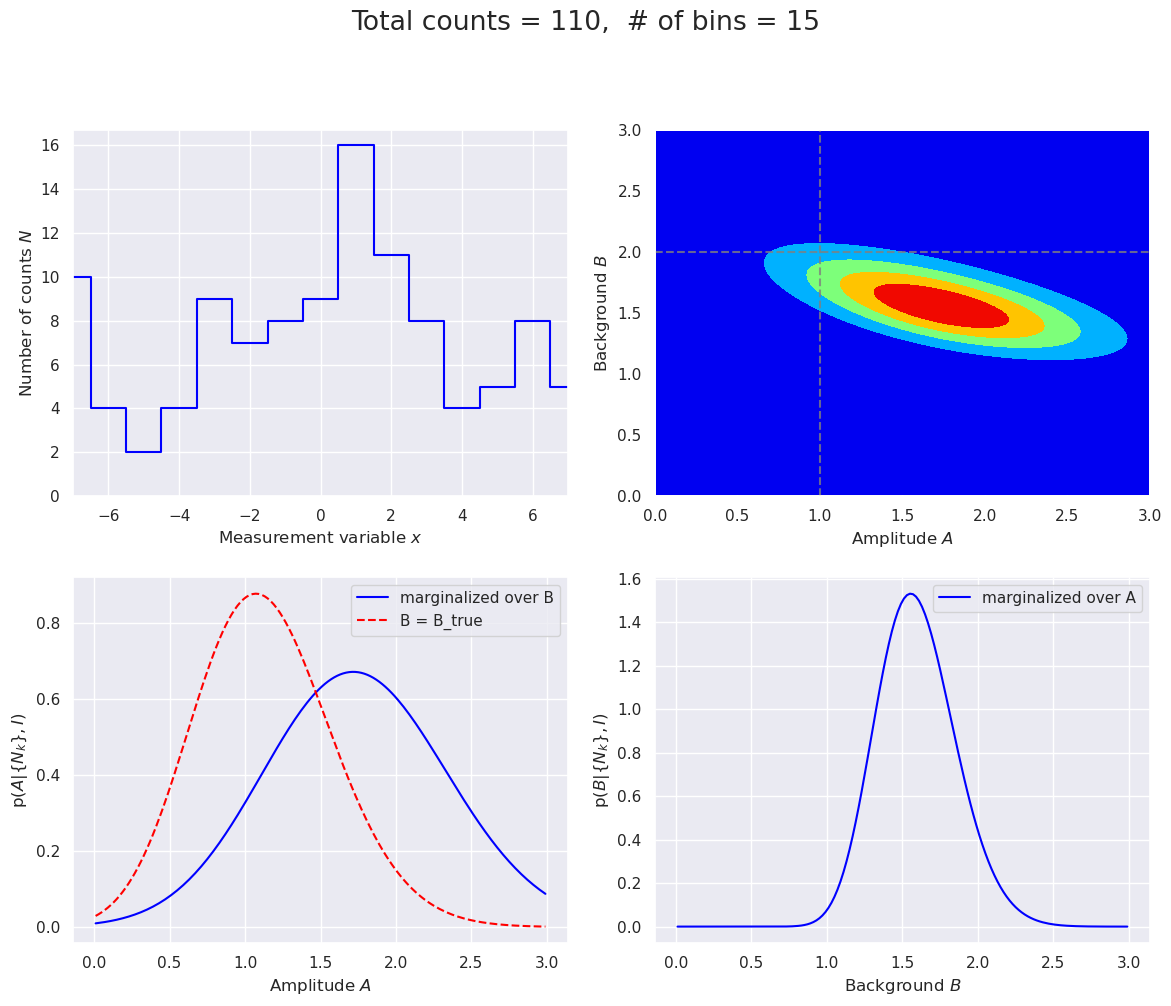 Total counts = 110,  # of bins = 15
16
14
12
10
8
6
4
2
0
Number of counts N
−6 −4 −2 0 2 4 6
Measurement variable x
3.0
2.5
2.0
1.5
1.0
0.5
0.0
Background B
0.0 0.5 1.0 1.5 2.0 2.5 3.0
Amplitude A
marginalized over B
B = B_true
0.8
0.6
0.4
0.2
0.0
p(A|{N_k}, I)
0.0 0.5 1.0 1.5 2.0 2.5 3.0
Amplitude A
marginalized over A
1.6
1.4
1.2
1.0
0.8
0.6
0.4
0.2
0.0
p(B|{N_k}, I)
0.0 0.5 1.0 1.5 2.0 2.5 3.0
Background B